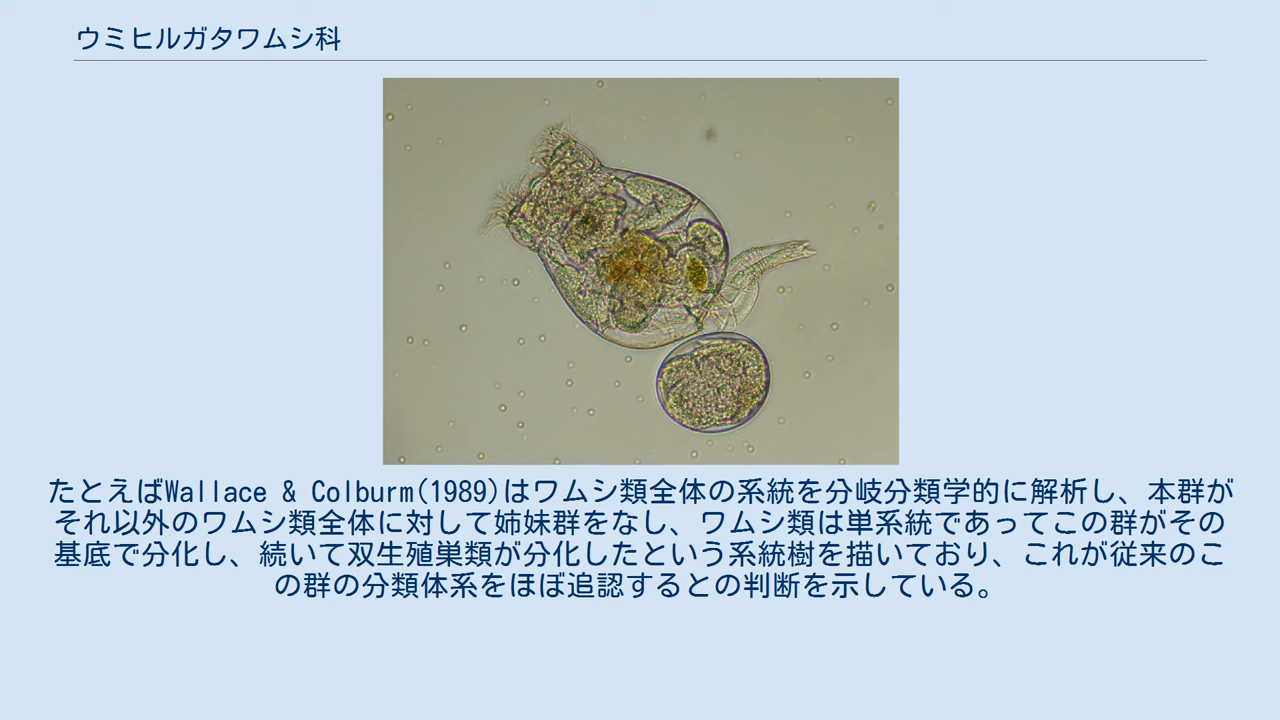 ウミヒルガタワムシ科
たとえばWallace & Colburm(1989)はワムシ類全体の系統を分岐分類学的に解析し、本群が
それ以外のワムシ類全体に対して姉妹群をなし、ワムシ類は単系統であってこの群がその
基底で分化し、続いて双生殖巣類が分化したという系統樹を描いており、これが従来のこ
の群の分類体系をほぼ追認するとの判断を示している。